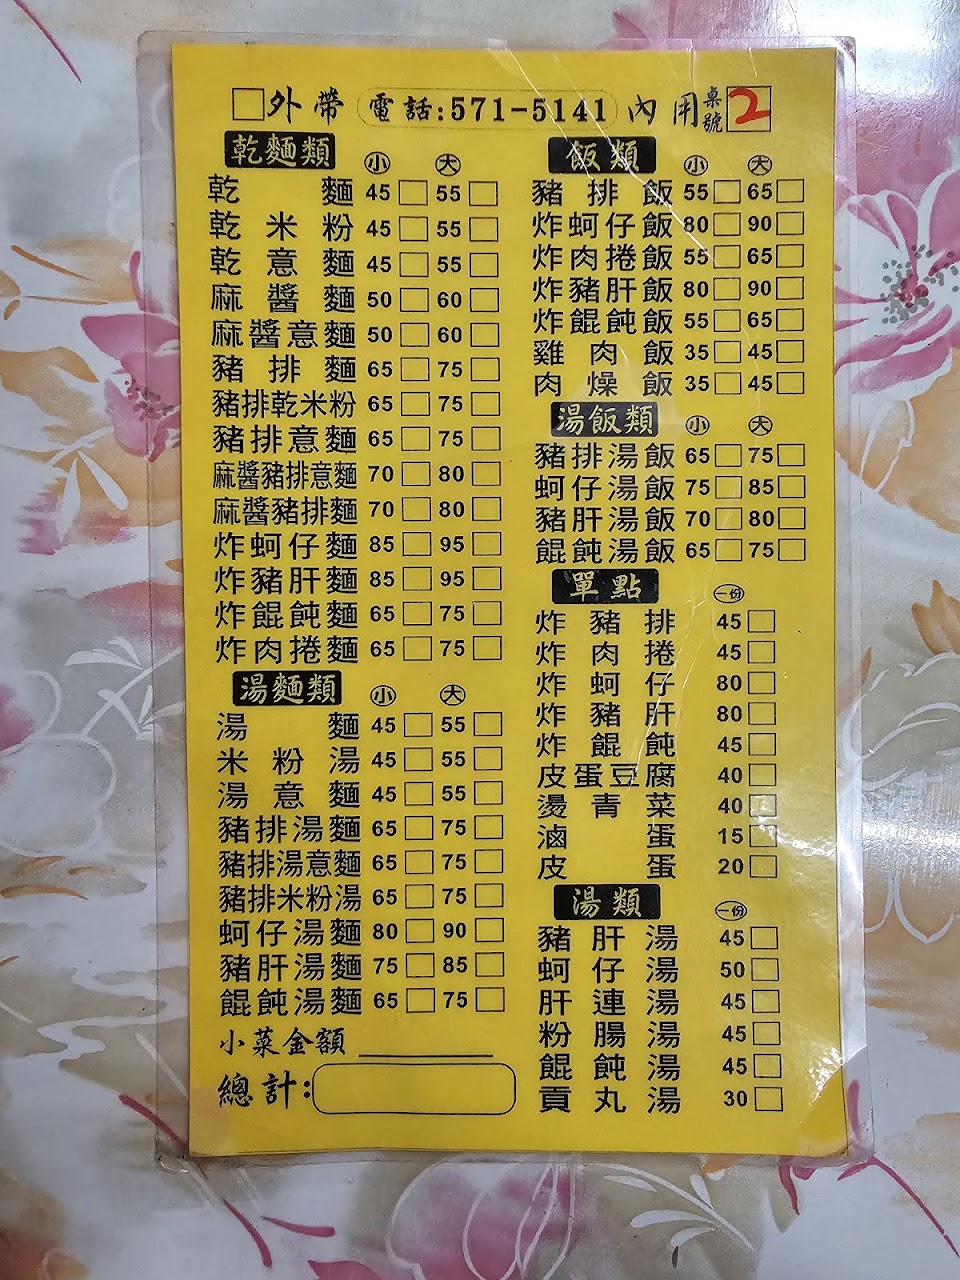 □外帶 電話:571-5141 內用 桌號 2
乾麵類 小 大
乾麵 45 □ 55 □
乾米粉 45 □ 55 □
乾意麵 45 □ 55 □
麻醬麵 50 □ 60 □
麻醬意麵 50 □ 60 □
豬排麵 65 □ 75 □
豬排乾米粉 65 □ 75 □
豬排意麵 65 □ 75 □
麻醬豬排意麵 70 □ 80 □
麻醬豬排麵 70 □ 80 □
炸蚵仔麵 85 □ 95 □
炸豬肝麵 85 □ 95 □
炸餛飩麵 65 □ 75 □
炸肉捲麵 65 □ 75 □
湯麵類 小 大
湯麵 45 □ 55 □
米粉湯 45 □ 55 □
湯意麵 45 □ 55 □
豬排湯麵 65 □ 75 □
豬排湯意麵 65 □ 75 □
豬排米粉湯 65 □ 75 □
蚵仔湯麵 80 □ 90 □
豬肝湯麵 75 □ 85 □
餛飩湯麵 65 □ 75 □
小菜金額
總計:
飯類 小 大
豬排飯 55 □ 65 □
炸蚵仔飯 80 □ 90 □
炸肉捲飯 55 □ 65 □
炸豬肝飯 80 □ 90 □
炸餛飩飯 55 □ 65 □
雞肉飯 35 □ 45 □
肉燥飯 35 □ 45 □
湯飯類 小 大
豬排湯飯 65 □ 75 □
蚵仔湯飯 75 □ 85 □
豬肝湯飯 70 □ 80 □
餛飩湯飯 65 □ 75 □
單點 一份
炸豬排 45 □
炸肉捲 45 □
炸蚵仔 80 □
炸豬肝 80 □
炸餛飩 45 □
皮蛋豆腐 40 □
燙青菜 40 □
滷蛋 15 □
皮蛋 20 □
湯類 一份
豬肝湯 45 □
蚵仔湯 50 □
肝連湯 45 □
粉腸湯 45 □
餛飩湯 45 □
貢丸湯 30 □